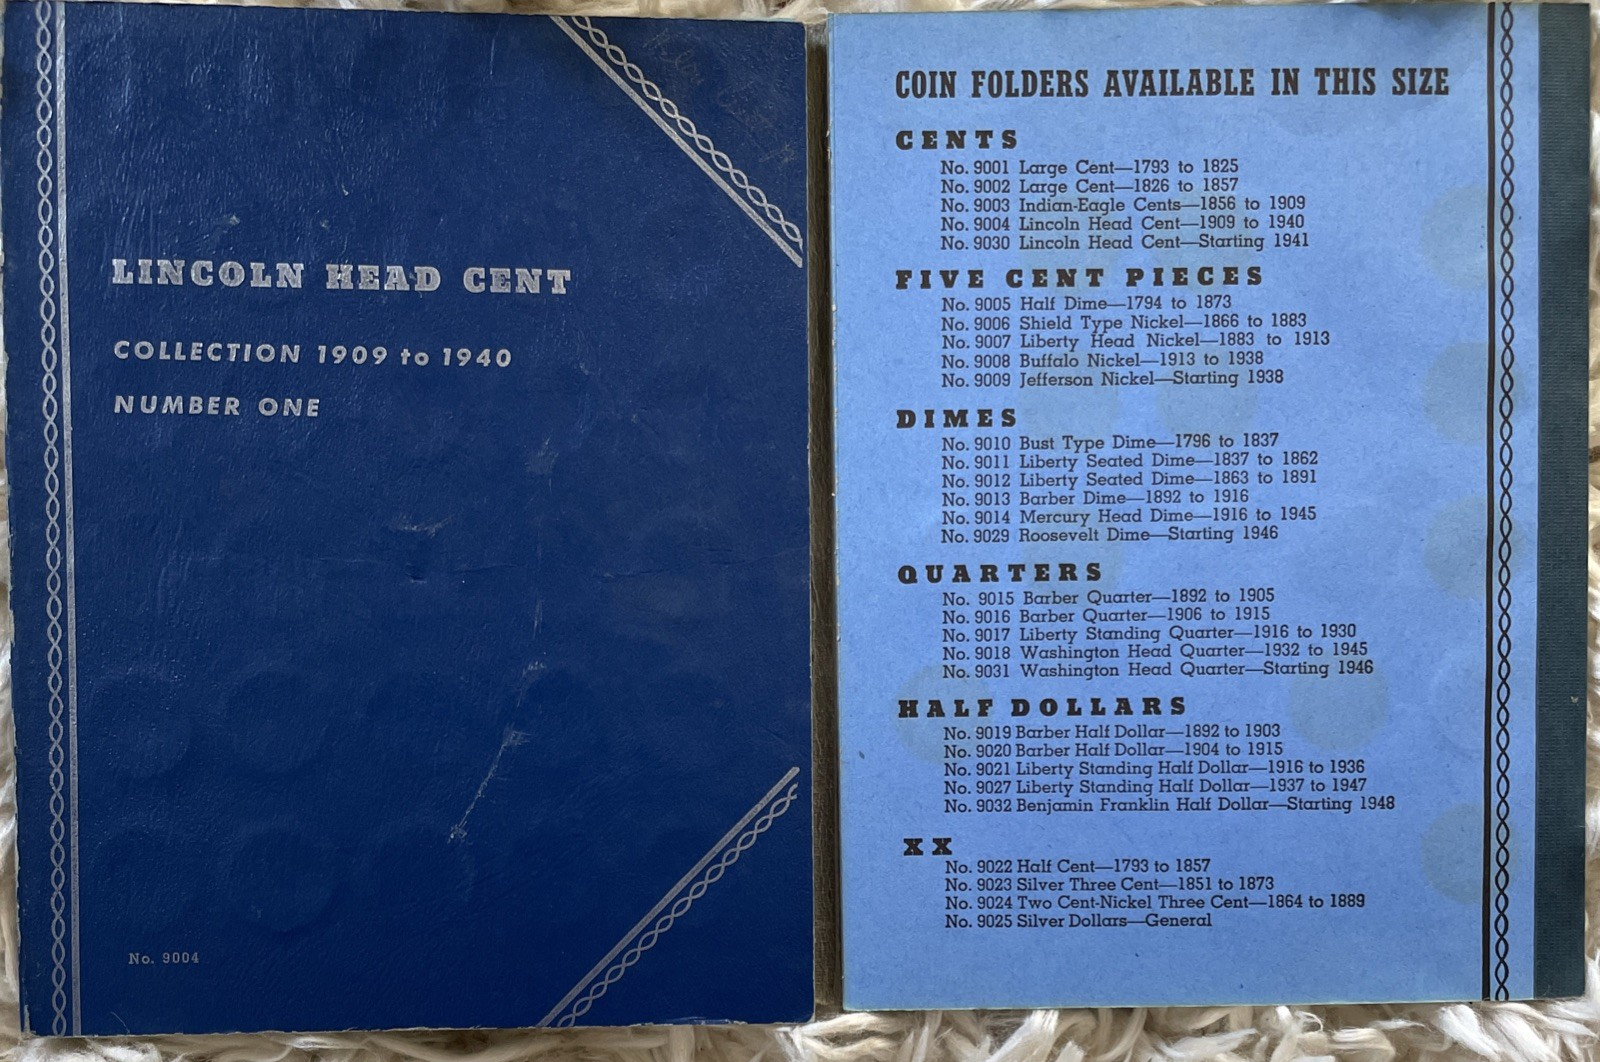 LINCOLN HEAD CENT
COLLECTION 1909 to 1940
NUMBER ONE
No. 9004
COIN FOLDERS AVAILABLE IN THIS SIZE
CENTS
No. 9001 Large Cent—1793 to 1825
No. 9002 Large Cent—1826 to 1857
No. 9003 Indian-Eagle Cents—1856 to 1909
No. 9004 Lincoln Head Cent—1909 to 1940
No. 9030 Lincoln Head Cent—Starting 1941
FIVE CENT PIECES
No. 9005 Half Dime—1794 to 1873
No. 9006 Shield Type Nickel—1866 to 1883
No. 9007 Liberty Head Nickel—1883 to 1913
No. 9008 Buffalo Nickel—1913 to 1938
No. 9009 Jefferson Nickel—Starting 1938
DIMES
No. 9010 Bust Type Dime—1796 to 1837
No. 9011 Liberty Seated Dime—1837 to 1862
No. 9012 Liberty Seated Dime—1863 to 1891
No. 9013 Barber Dime—1892 to 1916
No. 9014 Mercury Head Dime—1916 to 1945
No. 9029 Roosevelt Dime—Starting 1946
QUARTERS
No. 9015 Barber Quarter—1892 to 1905
No. 9016 Barber Quarter—1906 to 1915
No. 9017 Liberty Standing Quarter—1916 to 1930
No. 9018 Washington Head Quarter—1932 to 1945
No. 9031 Washington Head Quarter—Starting 1946
HALF DOLLARS
No. 9019 Barber Half Dollar—1892 to 1903
No. 9020 Barber Half Dollar—1904 to 1915
No. 9021 Liberty Standing Half Dollar—1916 to 1936
No. 9027 Liberty Standing Half Dollar—1937 to 1947
No. 9032 Benjamin Franklin Half Dollar—Starting 1948
XX
No. 9022 Half Cent—1793 to 1857
No. 9023 Silver Three Cent—1851 to 1873
No. 9024 Two Cent-Nickel Three Cent—1864 to 1889
No. 9025 Silver Dollars—General